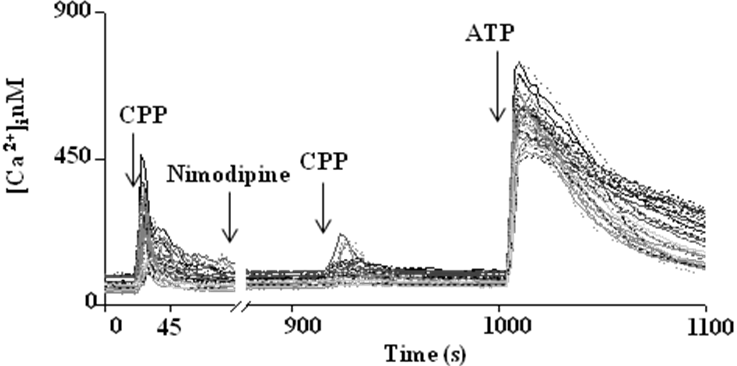 900
ATP
CPP
[Ca²⁺]ᵢnM
450
Nimodipine
CPP
0
0 45 900 1000 1100
Time (s)